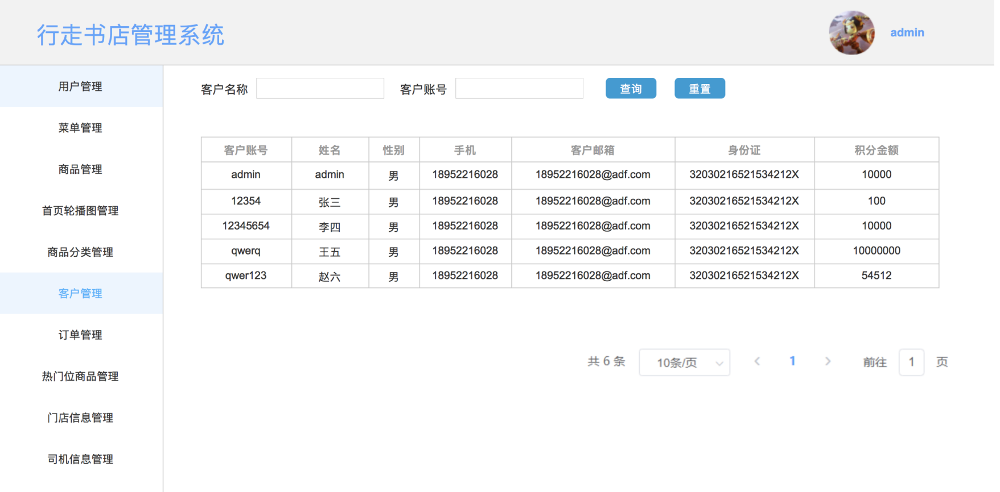 行走书店管理系统
admin
用户管理
菜单管理
商品管理
首页轮播图管理
商品分类管理
客户管理
订单管理
热门位商品管理
门店信息管理
司机信息管理
客户名称 客户账号 查询 重置
客户账号 姓名 性别 手机 客户邮箱 身份证 积分金额
admin admin 男 18952216028 18952216028@adf.com 32030216521534212X 10000
12354 张三 男 18952216028 18952216028@adf.com 32030216521534212X 100
12345654 李四 男 18952216028 18952216028@adf.com 32030216521534212X 10000
qwerq 王五 男 18952216028 18952216028@adf.com 32030216521534212X 10000000
qwer123 赵六 男 18952216028 18952216028@adf.com 32030216521534212X 54512
共 6 条 10条/页 1 前往 1 页